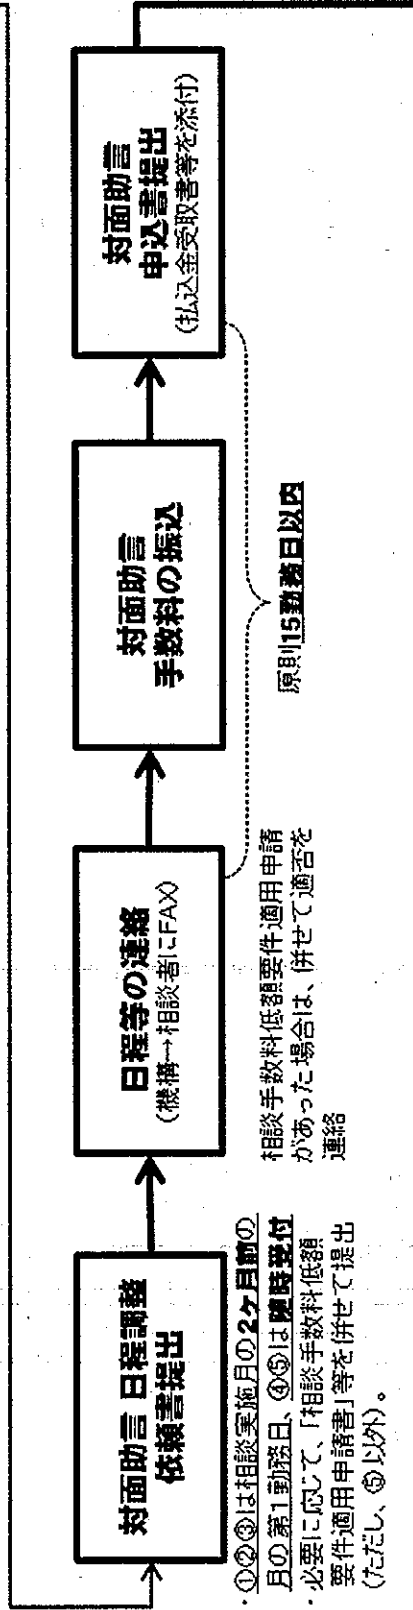 対面助言 日程調整
依頼書提出
・①②③は相談実施月の2ヶ月前の
月の第1勤務日、④⑤は随時受付
・必要に応じて、「相談手数料低額
要件適用申請書」等を併せて提出
（ただし、⑤以外）。
日程等の連絡
（機構→相談者にFAX）
相談手数料低額要件適用申請
があった場合は、併せて適否を
連絡
対面助言
手数料の振込
原則15勤務日以内
対面助言
申込書提出
（払込金受取書等を添付）